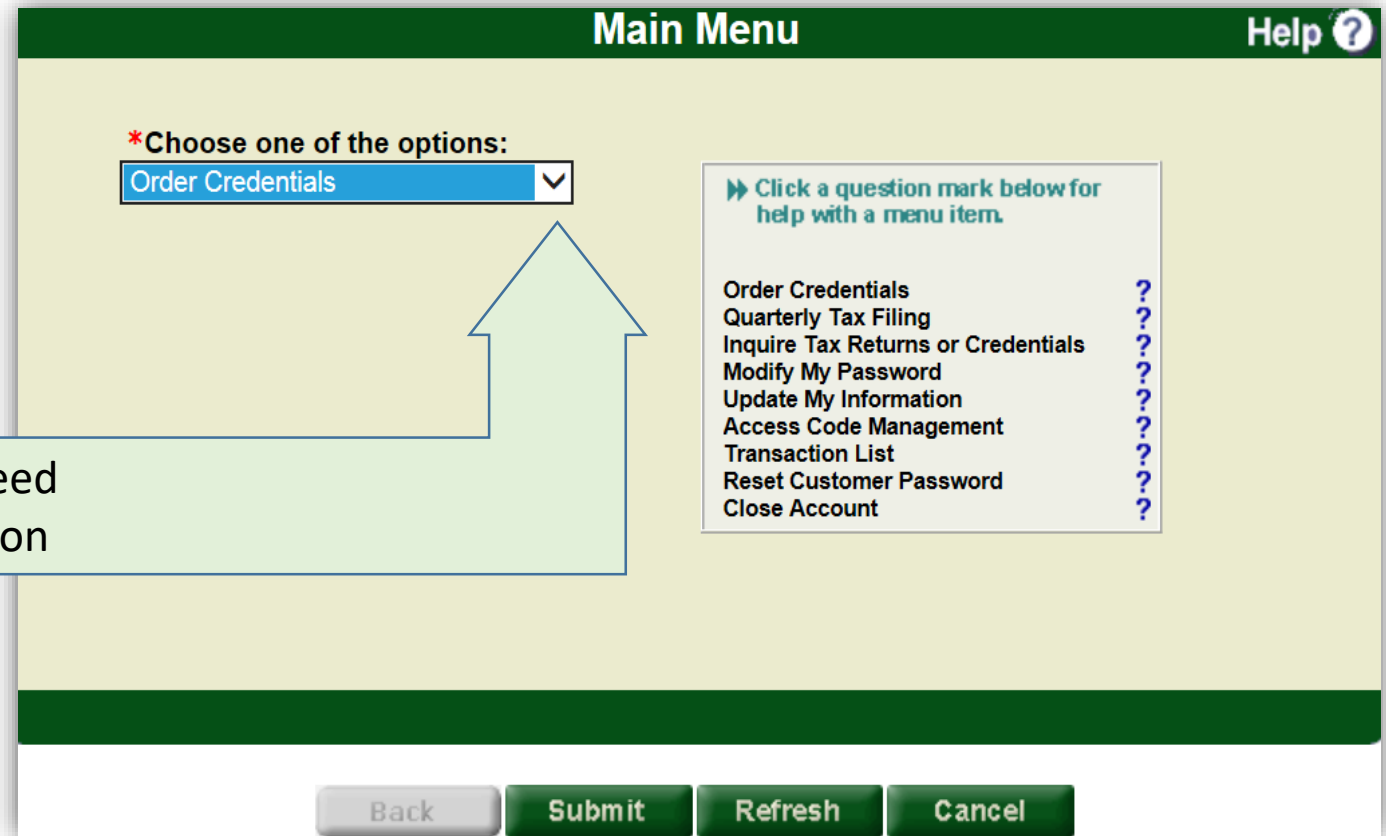 Main Menu
Help ?
*Choose one of the options:
Order Credentials
Click a question mark below for
help with a menu item.
Order Credentials ?
Quarterly Tax Filing ?
Inquire Tax Returns or Credentials ?
Modify My Password ?
Update My Information ?
Access Code Management ?
Transaction List ?
Reset Customer Password ?
Close Account ?
Back Submit Refresh Cancel